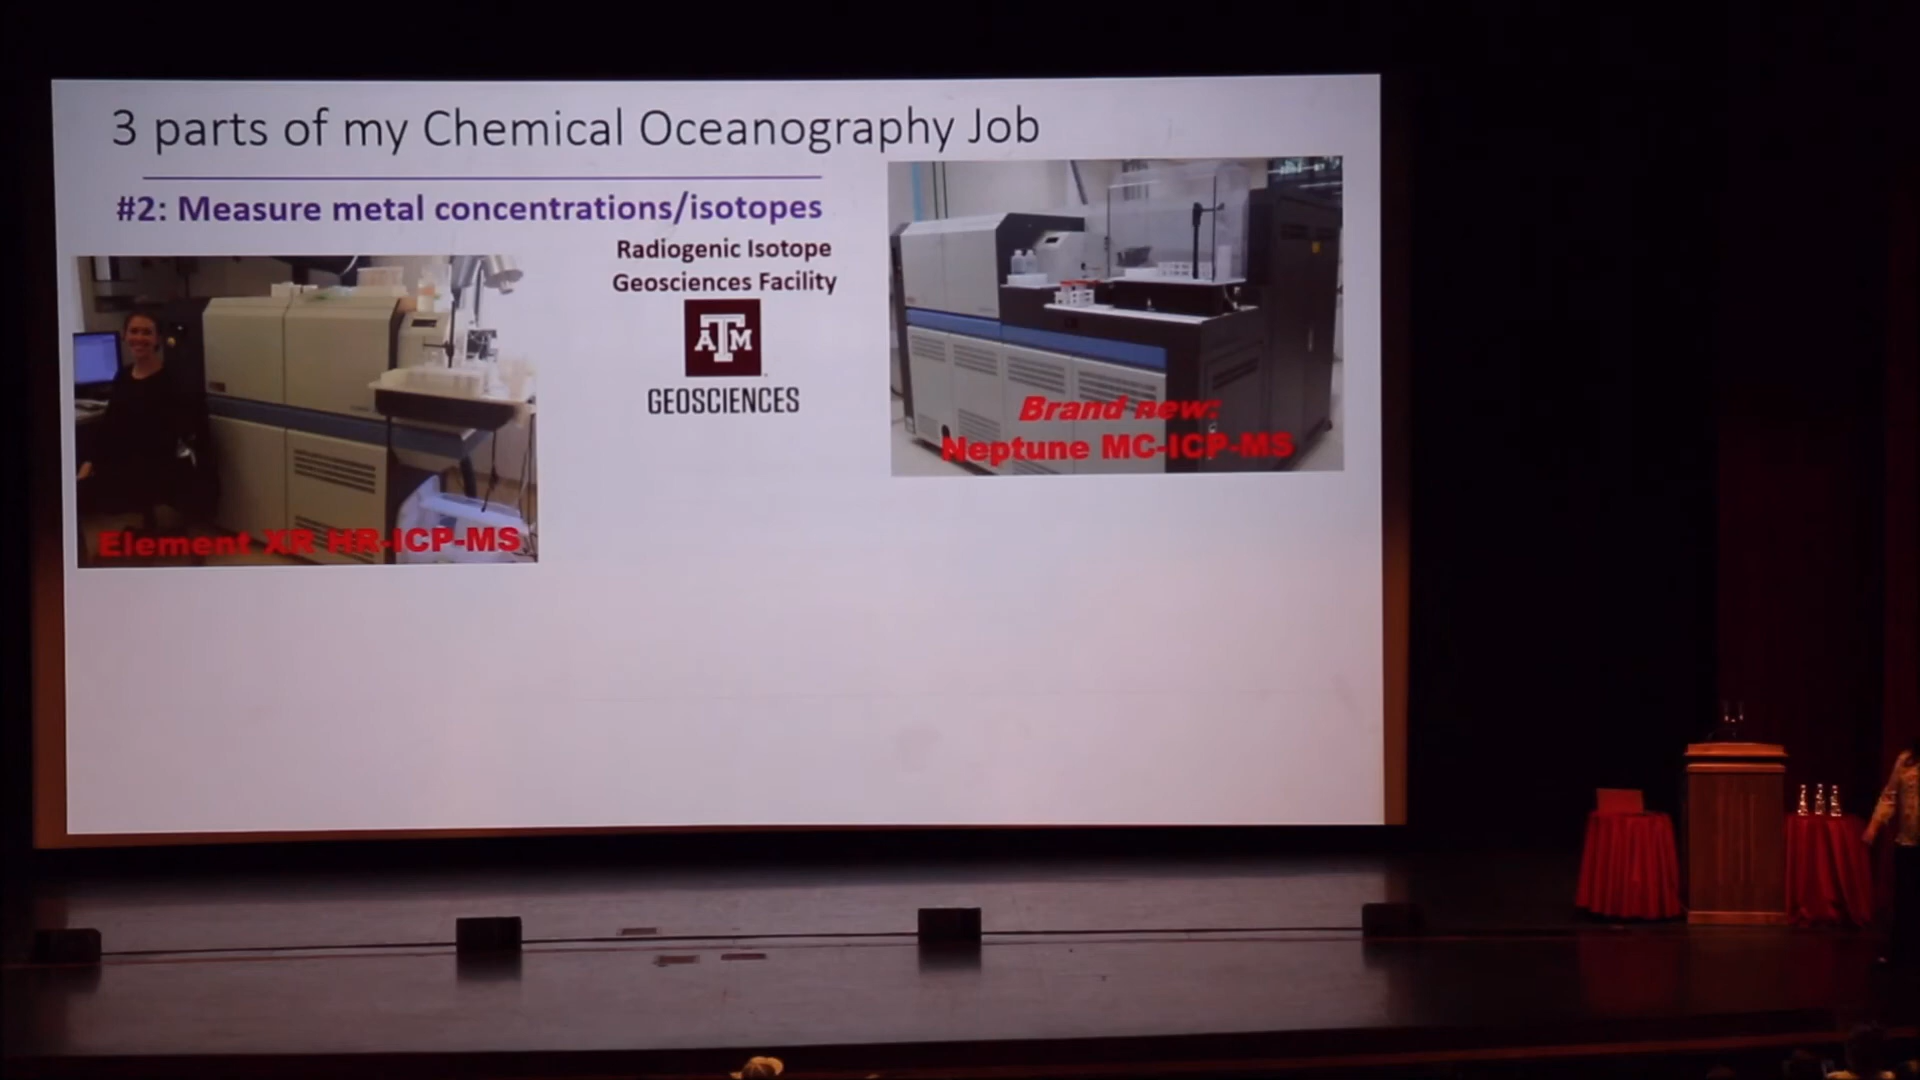 3 parts of my Chemical Oceanography Job
#2: Measure metal concentrations/isotopes
Radiogenic Isotope
Geosciences Facility
ATM
GEOSCIENCES
Element XR HR-ICP-MS
Brand new:
Neptune MC-ICP-MS